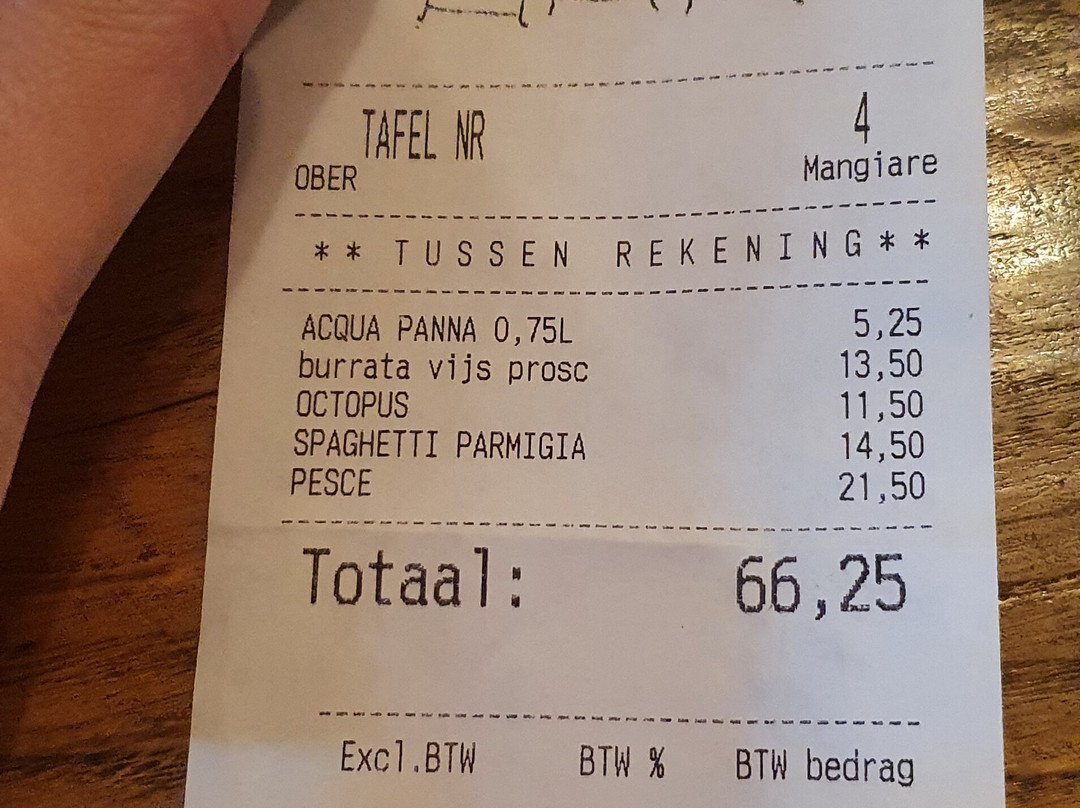 TAFEL NR 4
OBER Mangiare
** TUSSEN REKENING**
ACQUA PANNA 0,75L 5,25
burrata vijs prosc 13,50
OCTOPUS 11,50
SPAGHETTI PARMIGIA 14,50
PESCE 21,50
Totaal: 66,25
Excl.BTW BTW % BTW bedrag